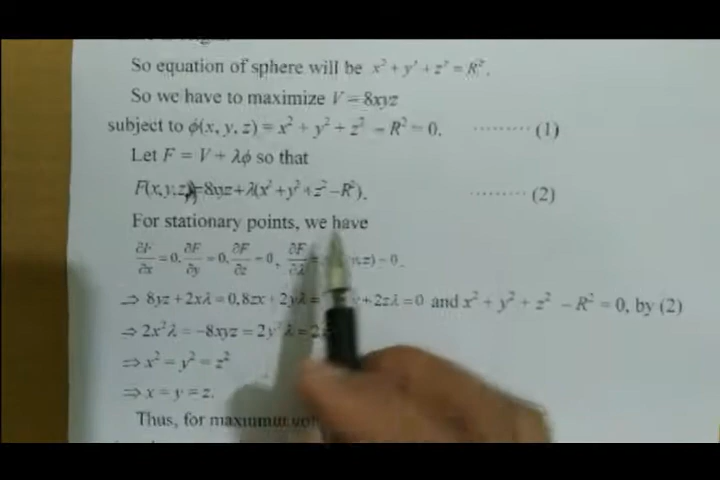 So equation of sphere will be x² + y² + z² = R².
So we have to maximize V = 8xyz
subject to ϕ(x, y, z) = x² + y² + z² − R² = 0. ......... (1)
Let F = V + λϕ so that
F(x, y, z) = 8xyz + λ(x² + y² + z² − R²). ......... (2)
For stationary points, we have
∂F/∂x = 0, ∂F/∂y = 0, ∂F/∂z = 0, ∂F/∂λ = z) = 0.
⇒ 8yz + 2xλ = 0, 8zx + 2yλ = + 2zλ = 0 and x² + y² + z² − R² = 0, by (2)
⇒ 2x²λ = −8xyz = 2y²λ = 2
⇒ x² = y² = z²
⇒ x = y = z.
Thus, for maximum